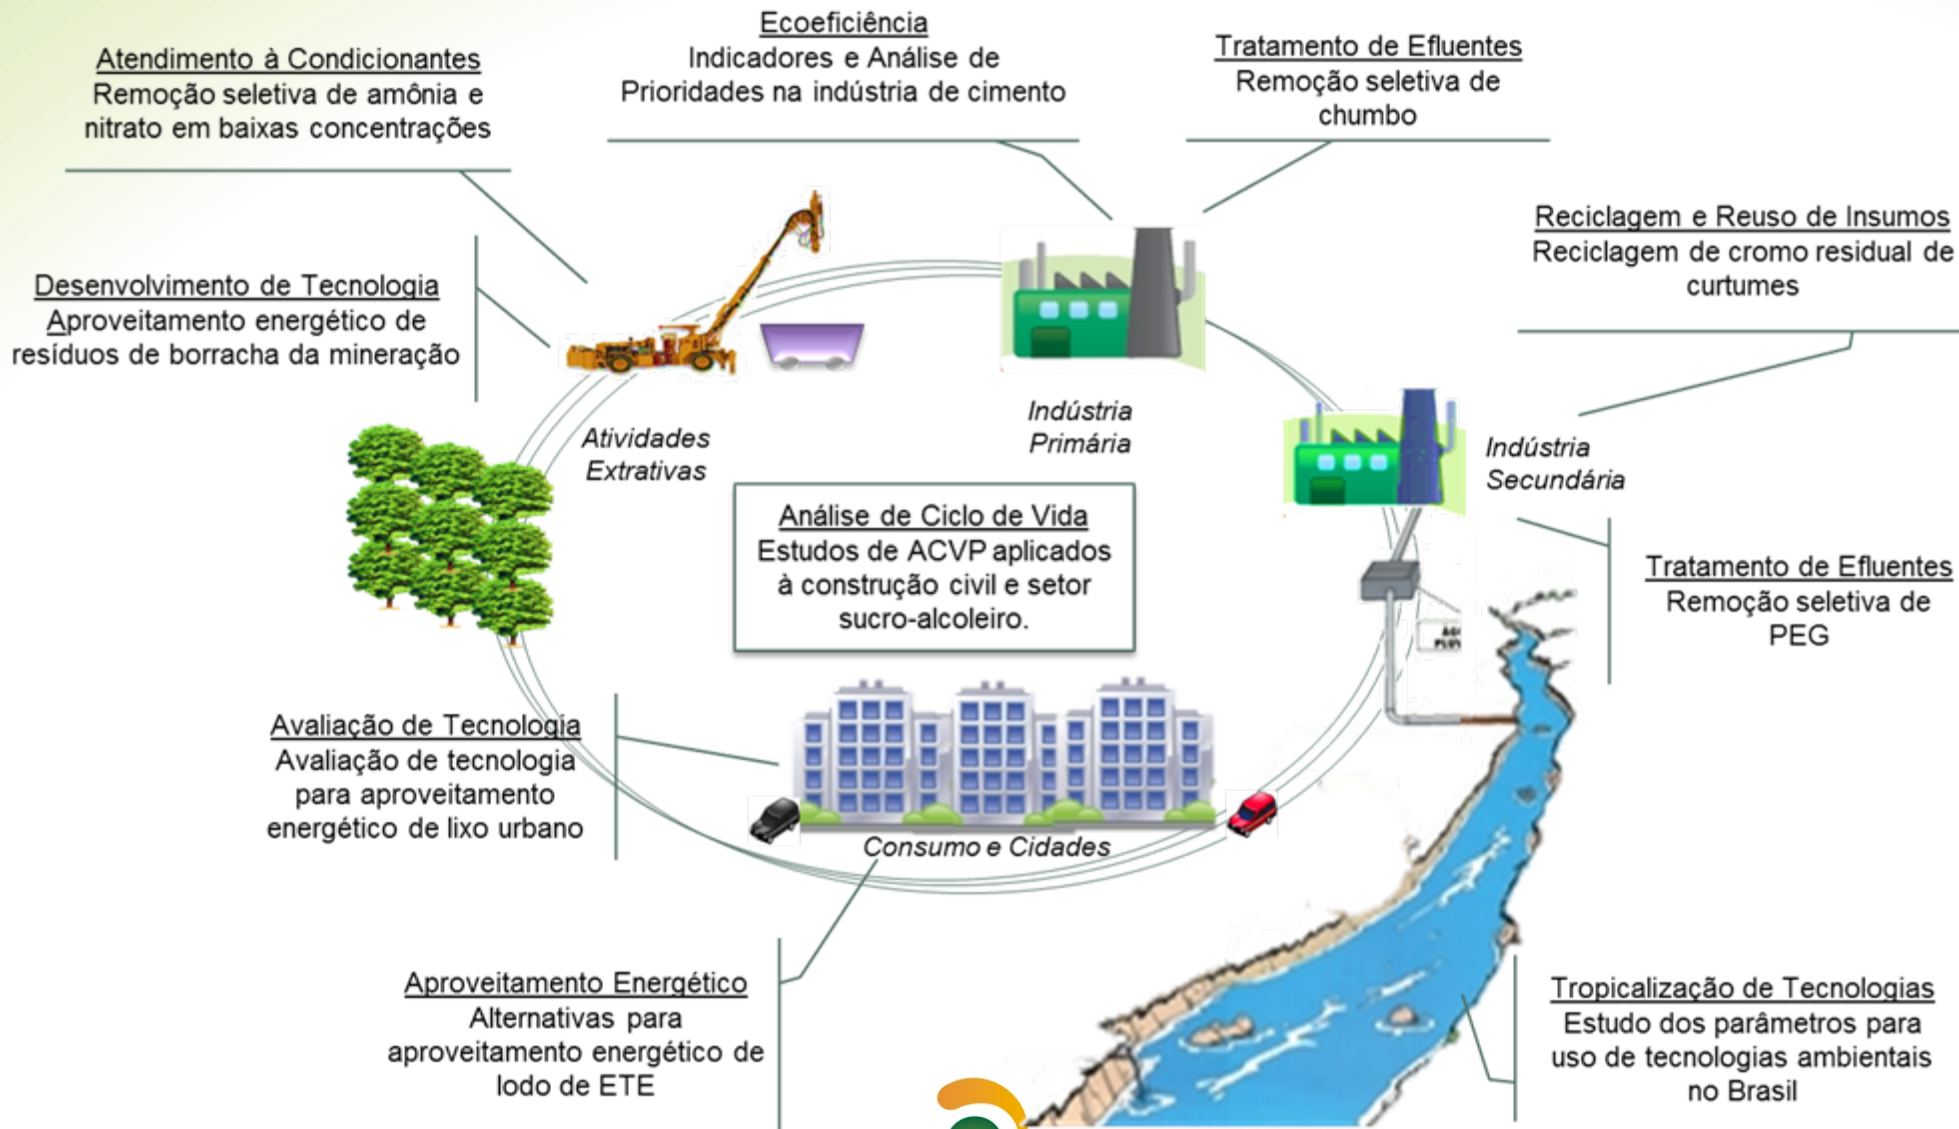 Ecoeficiência
Indicadores e Análise de
Prioridades na indústria de cimento
Atendimento à Condicionantes
Remoção seletiva de amônia e
nitrato em baixas concentrações
Tratamento de Efluentes
Remoção seletiva de
chumbo
Reciclagem e Reuso de Insumos
Reciclagem de cromo residual de
curtumes
Desenvolvimento de Tecnologia
Aproveitamento energético de
resíduos de borracha da mineração
Atividades
Extrativas
Indústria
Primária
Indústria
Secundária
Análise de Ciclo de Vida
Estudos de ACVP aplicados
à construção civil e setor
sucro-alcoleiro.
Tratamento de Efluentes
Remoção seletiva de
PEG
Avaliação de Tecnologia
Avaliação de tecnologia
para aproveitamento
energético de lixo urbano
Consumo e Cidades
Aproveitamento Energético
Alternativas para
aproveitamento energético de
lodo de ETE
Tropicalização de Tecnologias
Estudo dos parâmetros para
uso de tecnologias ambientais
no Brasil